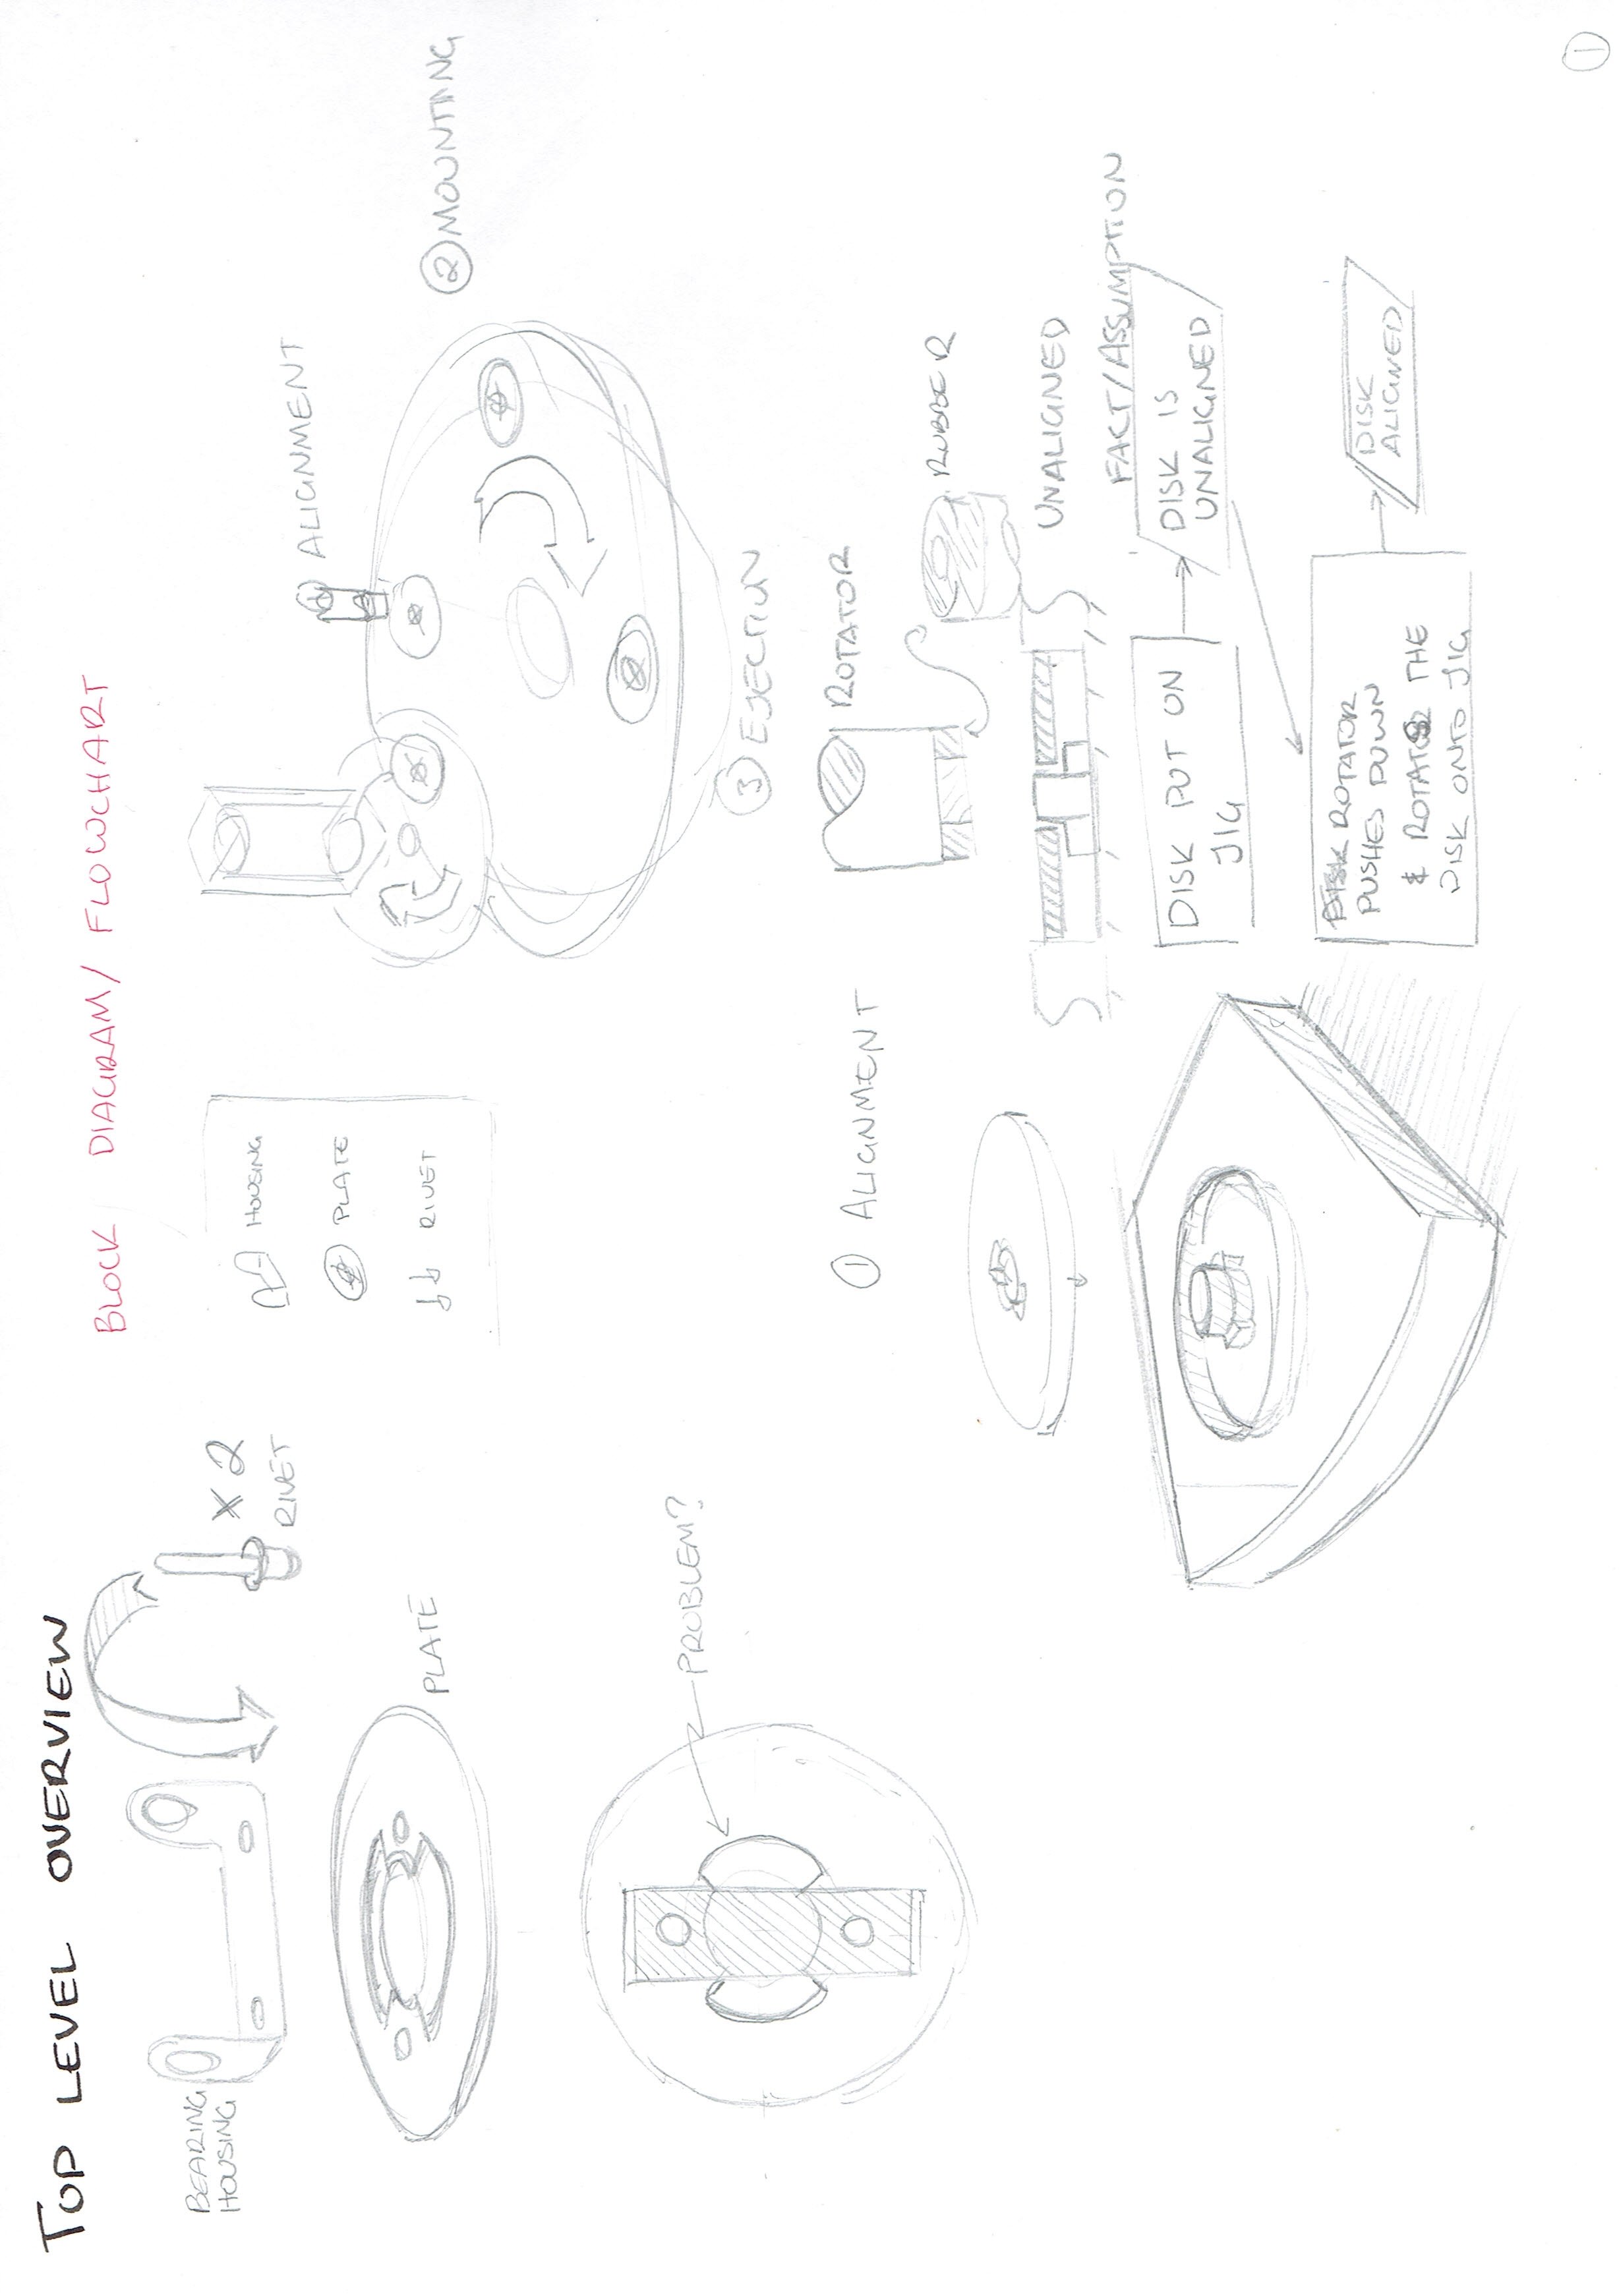 TOP LEVEL OVERVIEW
BLOCK DIAGRAM/ FLOWCHART
BEARING
HOUSING
X 2
RIVET
PLATE
HOUSING
PLATE
RIVET
1 ALIGNMENT
2 MOUNTING
3 EJECTION
PROBLEM?
1 ALIGNMENT
ROTATOR
RUBBER
UNALIGNED
FACT/ASSUMPTION
DISK PUT ON
JIG
DISK IS
UNALIGNED
DISK ROTATOR
PUSHES DOWN
& ROTATES THE
DISK ONTO JIG
DISK
ALIGNED
1